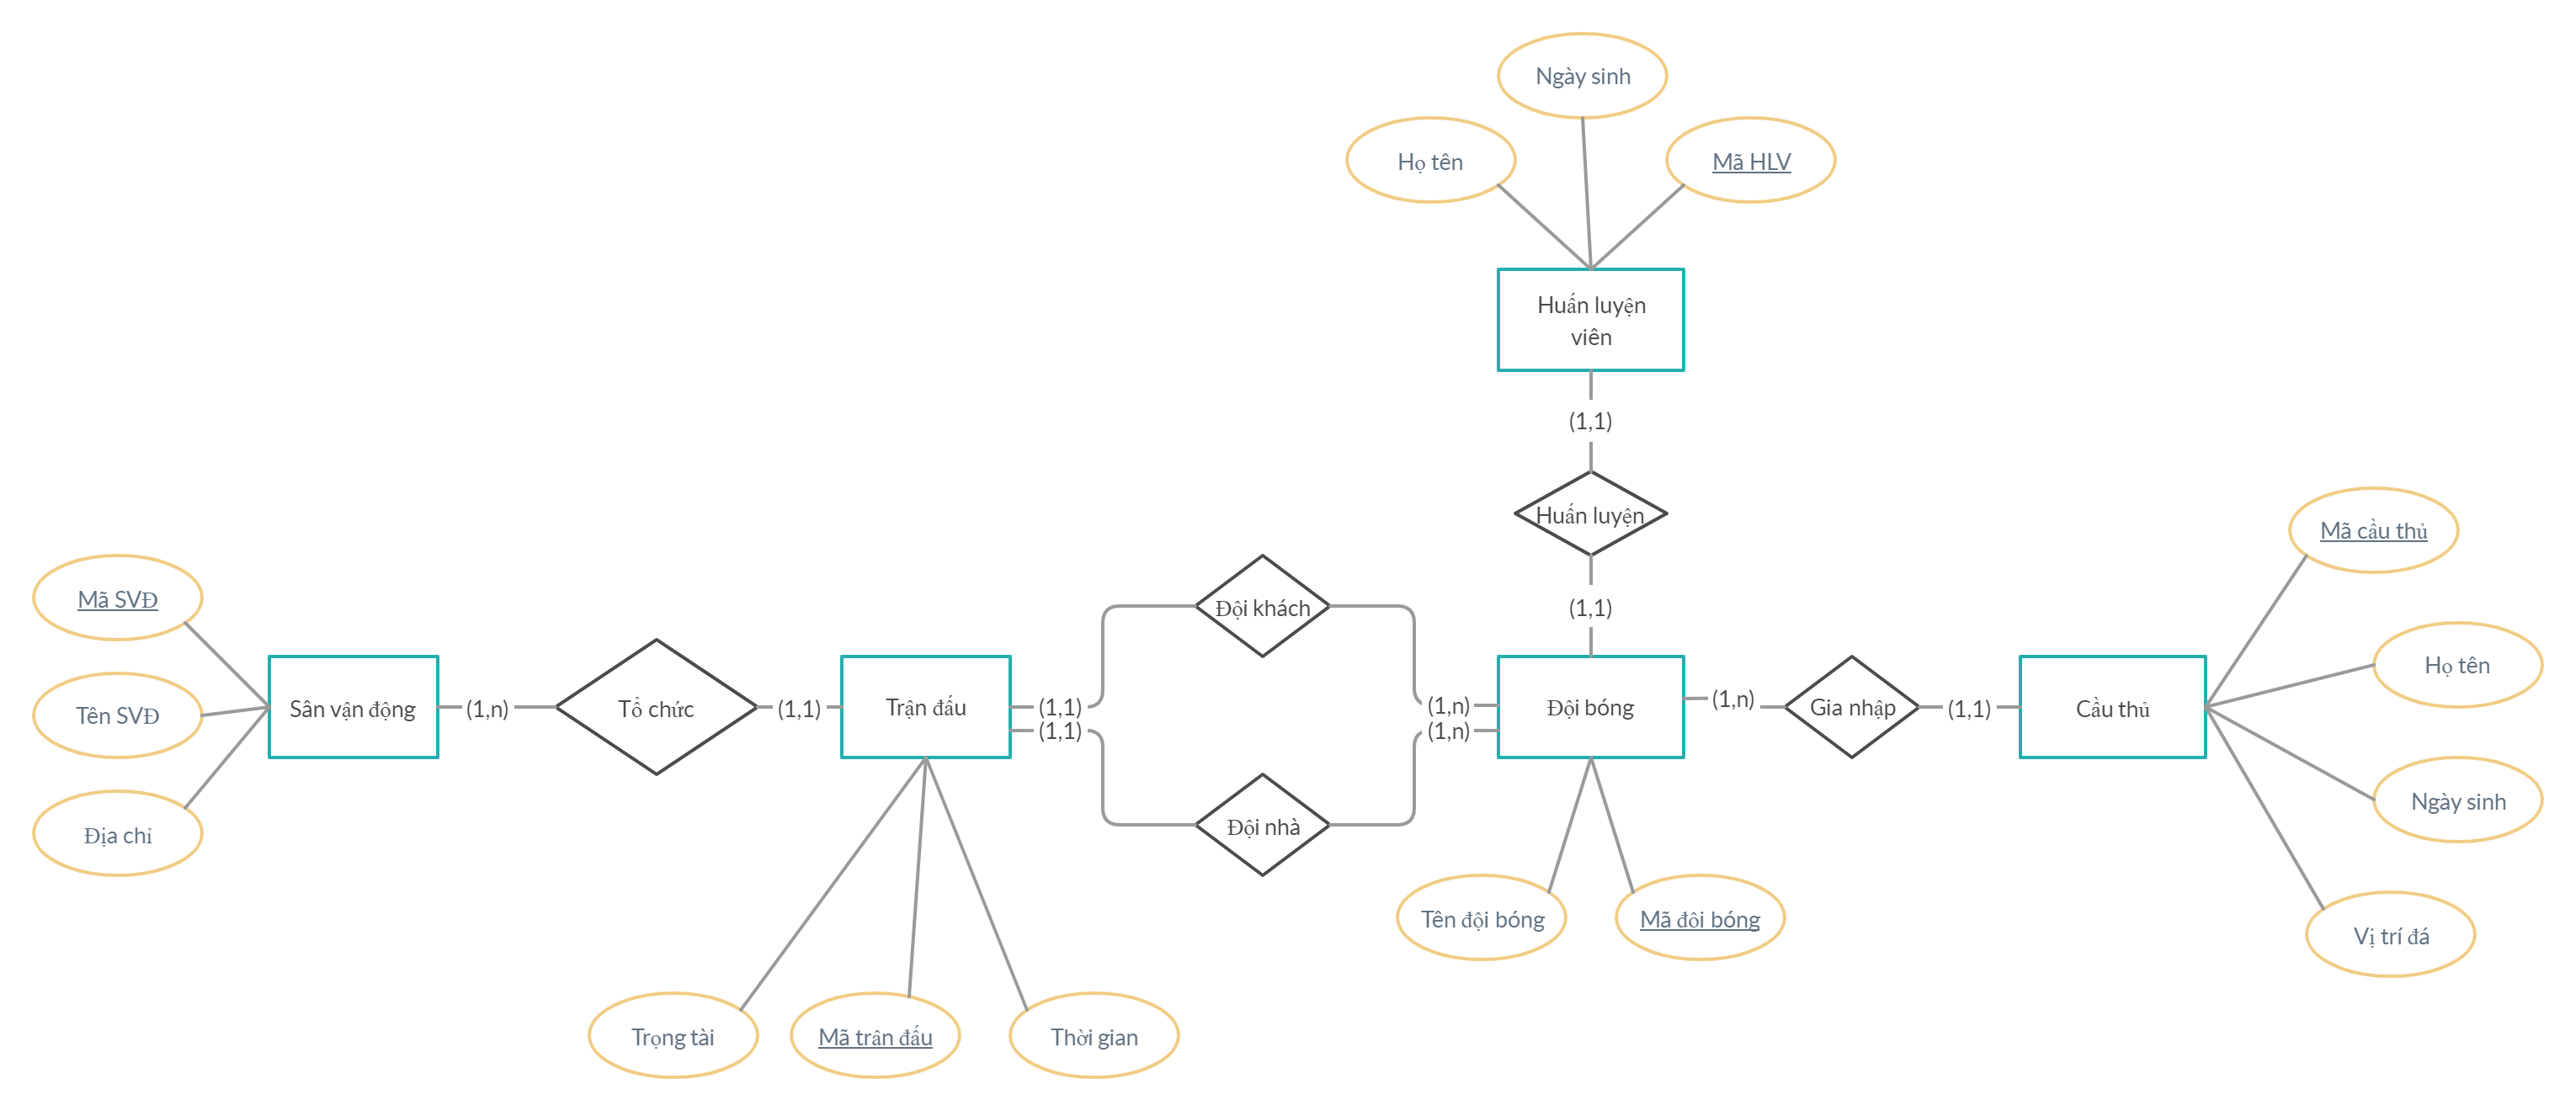 Ngày sinh
Họ tên
Mã HLV
Huấn luyện
viên
(1,1)
Huấn luyện
(1,1)
Mã SVĐ
Tên SVĐ
Địa chỉ
Sân vận động
(1,n)
Tổ chức
(1,1)
Trận đấu
(1,1)
(1,1)
Đội khách
Đội nhà
(1,n)
(1,n)
Đội bóng
(1,n)
Gia nhập
(1,1)
Cầu thủ
Mã cầu thủ
Họ tên
Ngày sinh
Vị trí đá
Tên đội bóng
Mã đội bóng
Trọng tài
Mã trận đấu
Thời gian